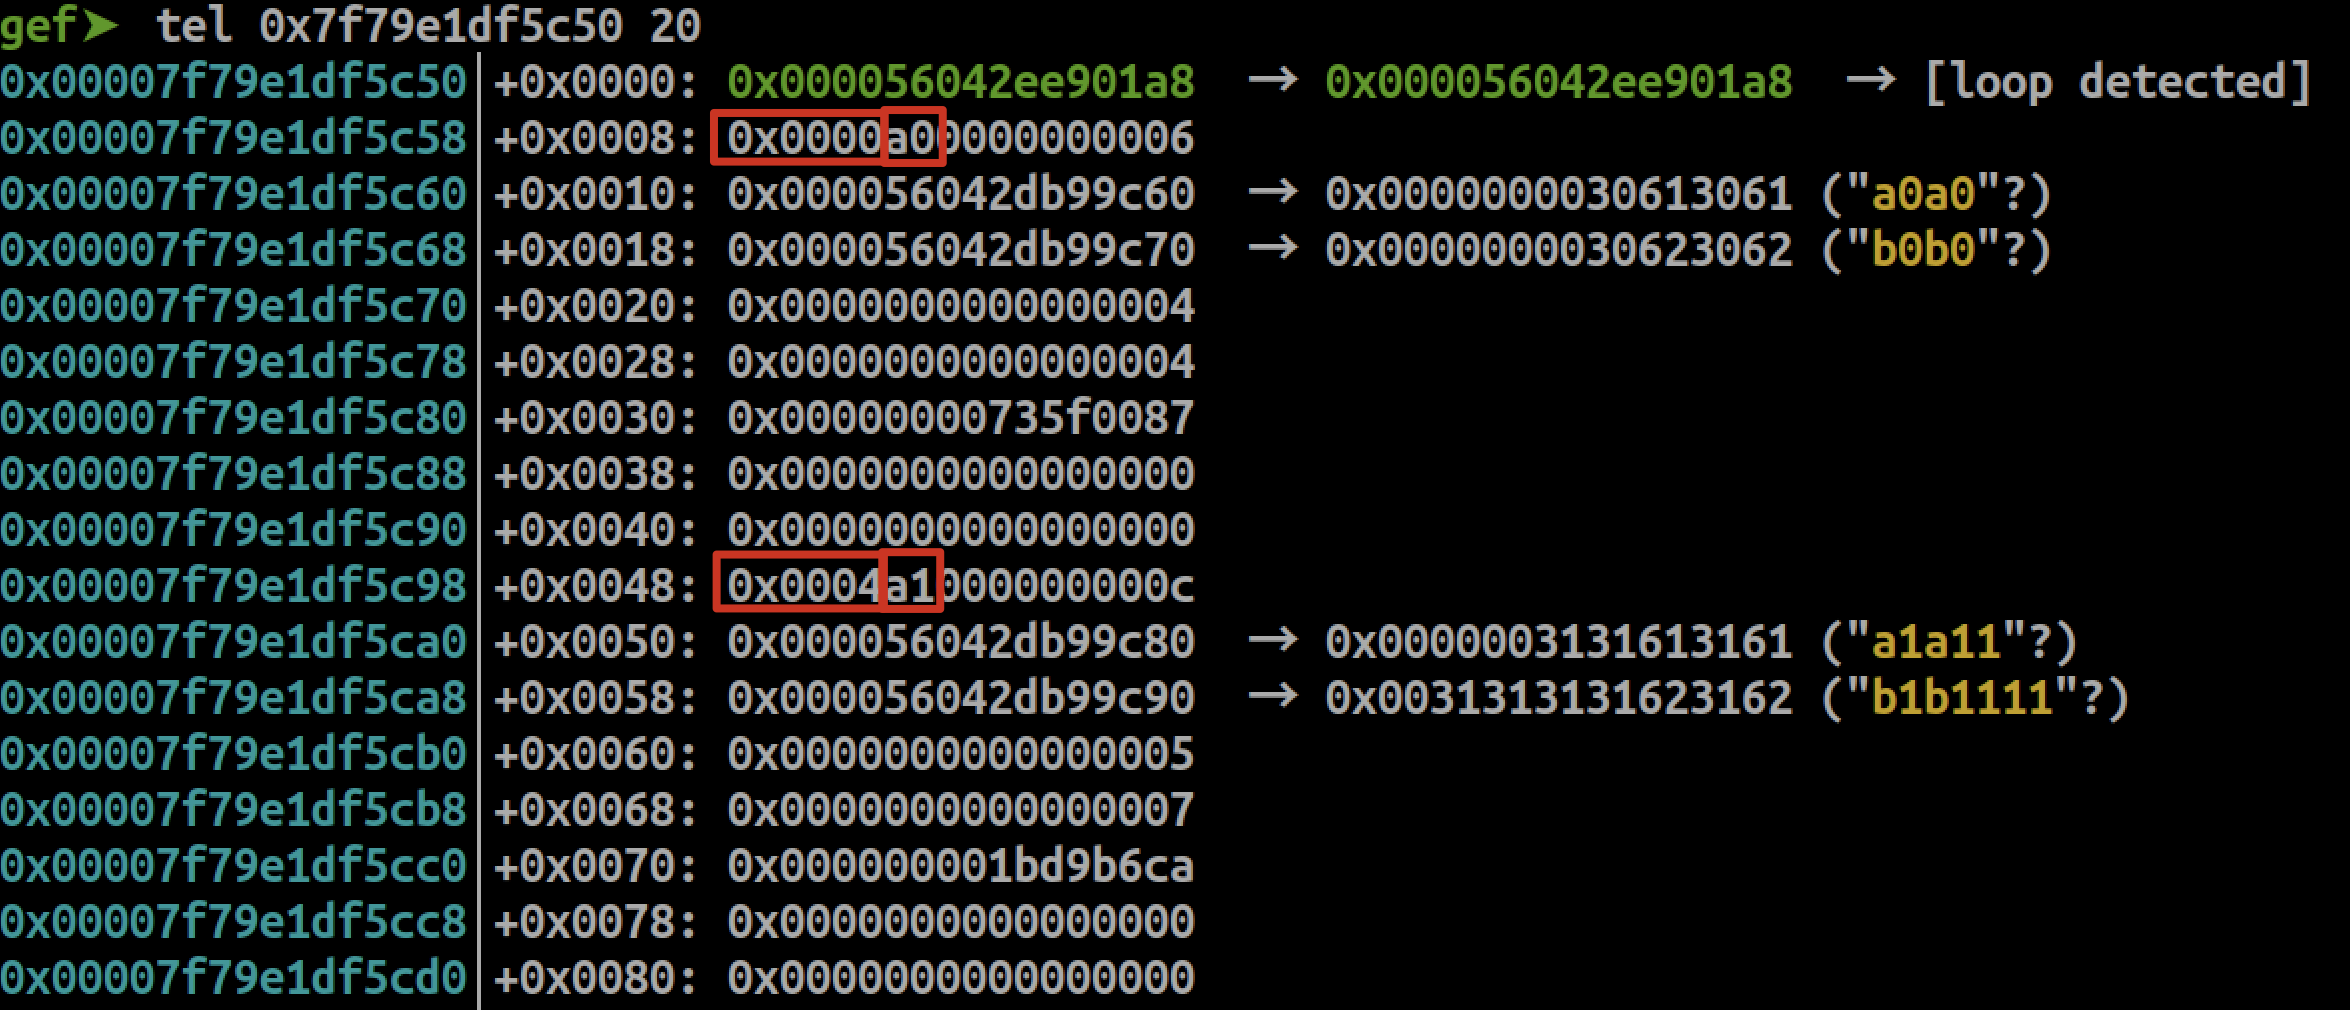 gef➤  tel 0x7f79e1df5c50 20
0x00007f79e1df5c50│+0x0000: 0x000056042ee901a8  →  0x000056042ee901a8  →  [loop detected]
0x00007f79e1df5c58│+0x0008: 0x0000a00000000006
0x00007f79e1df5c60│+0x0010: 0x000056042db99c60  →  0x0000000030613061 ("a0a0"?)
0x00007f79e1df5c68│+0x0018: 0x000056042db99c70  →  0x0000000030623062 ("b0b0"?)
0x00007f79e1df5c70│+0x0020: 0x0000000000000004
0x00007f79e1df5c78│+0x0028: 0x0000000000000004
0x00007f79e1df5c80│+0x0030: 0x00000000735f0087
0x00007f79e1df5c88│+0x0038: 0x0000000000000000
0x00007f79e1df5c90│+0x0040: 0x0000000000000000
0x00007f79e1df5c98│+0x0048: 0x0004a1000000000c
0x00007f79e1df5ca0│+0x0050: 0x000056042db99c80  →  0x0000003131613161 ("a1a11"?)
0x00007f79e1df5ca8│+0x0058: 0x000056042db99c90  →  0x0031313131623162 ("b1b1111"?)
0x00007f79e1df5cb0│+0x0060: 0x0000000000000005
0x00007f79e1df5cb8│+0x0068: 0x0000000000000007
0x00007f79e1df5cc0│+0x0070: 0x000000001bd9b6ca
0x00007f79e1df5cc8│+0x0078: 0x0000000000000000
0x00007f79e1df5cd0│+0x0080: 0x0000000000000000